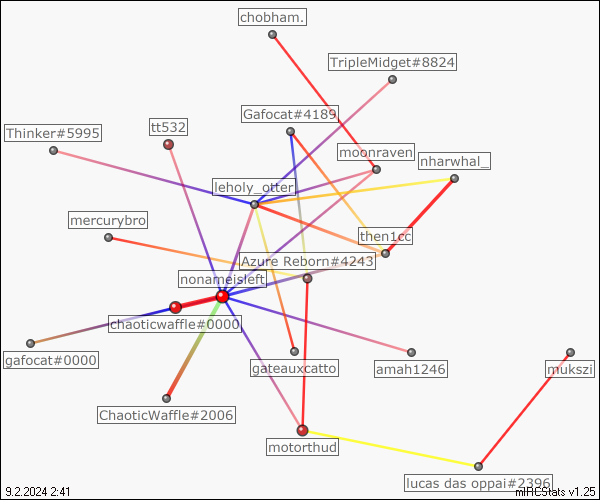 chobham.
TripleMidget#8824
Gafocat#4189
tt532
Thinker#5995
moonraven
nharwhal_
leholy_otter
mercurybro
then1cc
Azure Reborn#4243
nonameisleft
chaoticwaffle#0000
gafocat#0000
gateauxcatto
amah1246
mukszi
ChaoticWaffle#2006
motorthud
lucas das oppai#2396
9.2.2024 2:41
mIRCStats v1.25